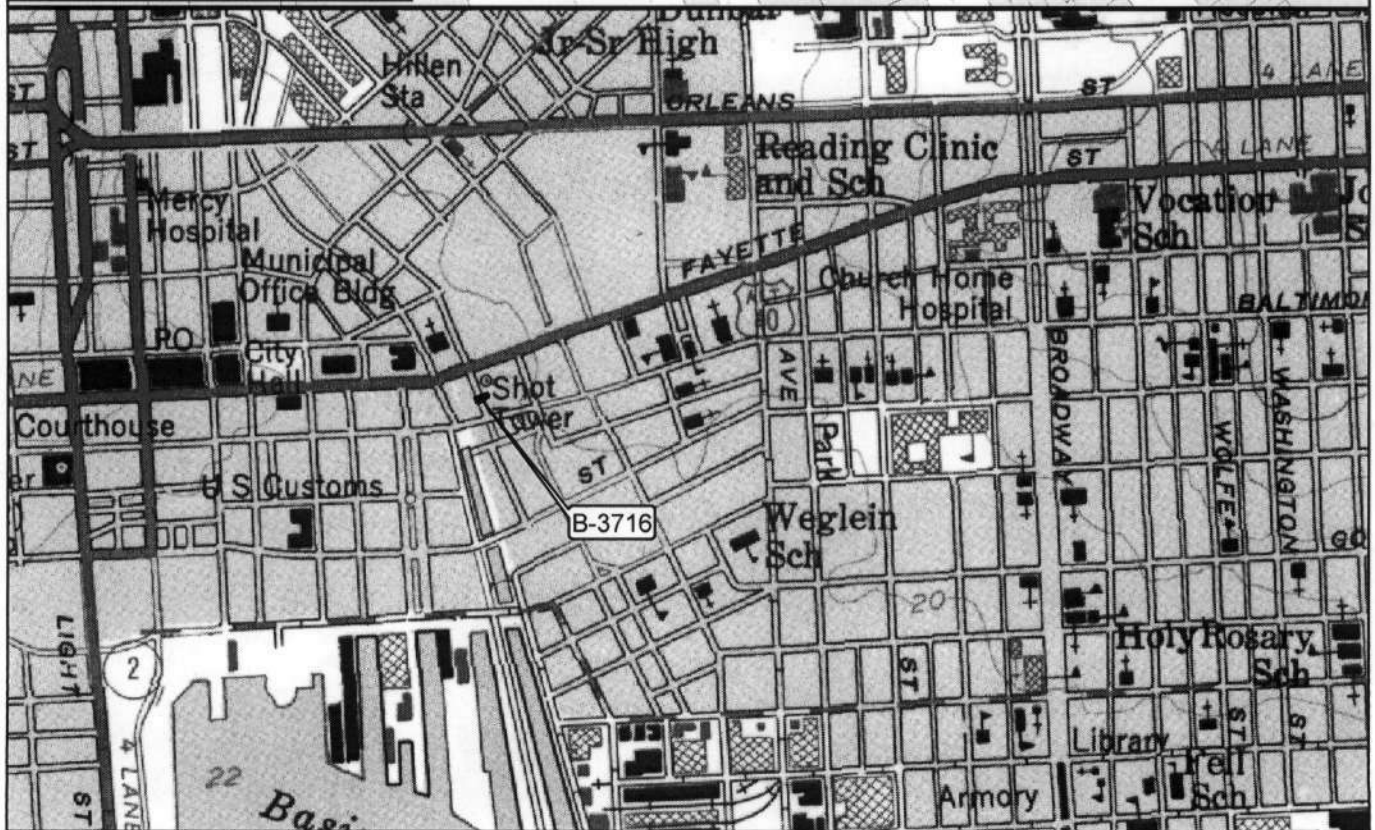 Jr-Sr High
Hillen
Sta
ST
4 LANE
ORLEANS
ST
ST
Reading Clinic
and Sch
ST
LANE
Mercy
Hospital
Vocation
Sch
Municipal
Office Bldg
FAYETTE
Church Home
Hospital
40
PO
City
Hall
AVE
BROADWAY
WASHINGTON
WOLFE
Shot
Tower
Courthouse
Park
ST
U S Customs
B-3716
Weglein
Sch
20
LIGHT
ST
2
4 LANE
Holy Rosary
Sch
ST
ST
ST
Library
Fell
Sch
22
Armory